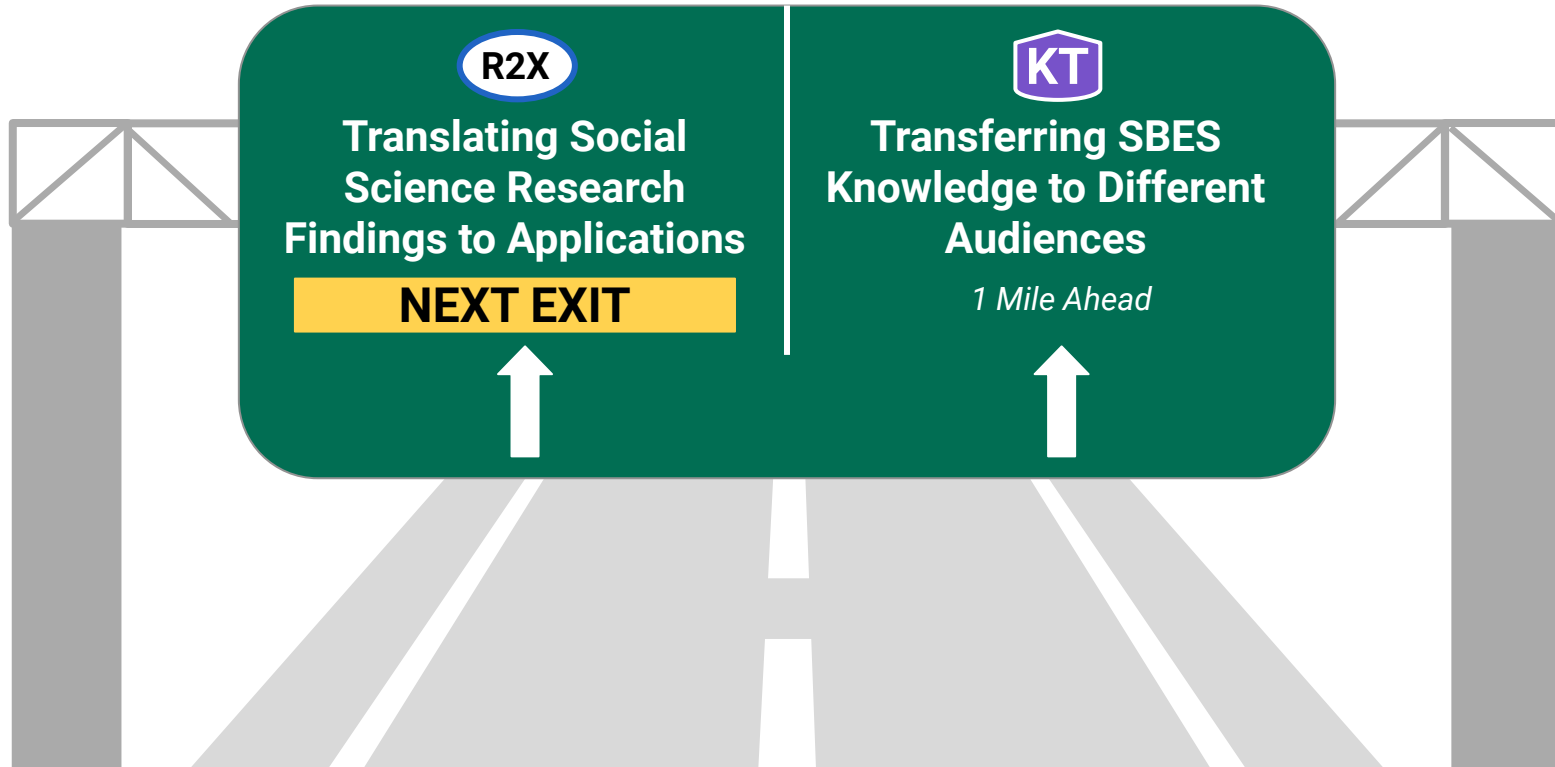 R2X
Translating Social
Science Research
Findings to Applications
NEXT EXIT
KT
Transferring SBES
Knowledge to Different
Audiences
1 Mile Ahead